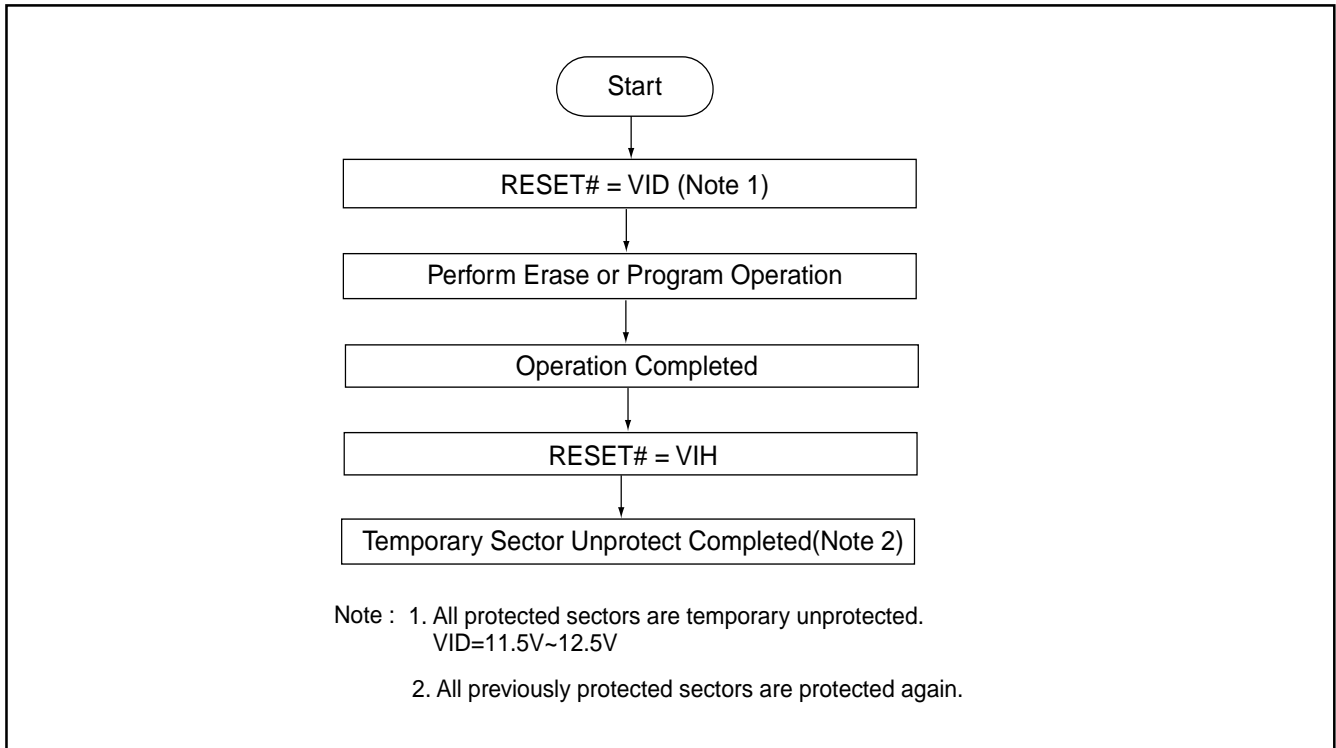 Start
RESET# = VID (Note 1)
Perform Erase or Program Operation
Operation Completed
RESET# = VIH
Temporary Sector Unprotect Completed(Note 2)
Note : 1. All protected sectors are temporary unprotected.
VID=11.5V~12.5V
2. All previously protected sectors are protected again.